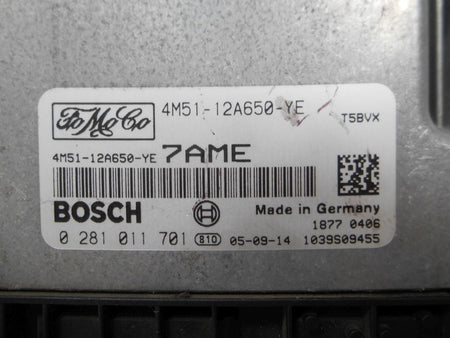 FoMoCo 4M51-12A650-YE T5BVX
4M51-12A650-YE 7AME
BOSCH Made in Germany
1877 0406
0 281 011 701 810 05-09-14 1039S09455